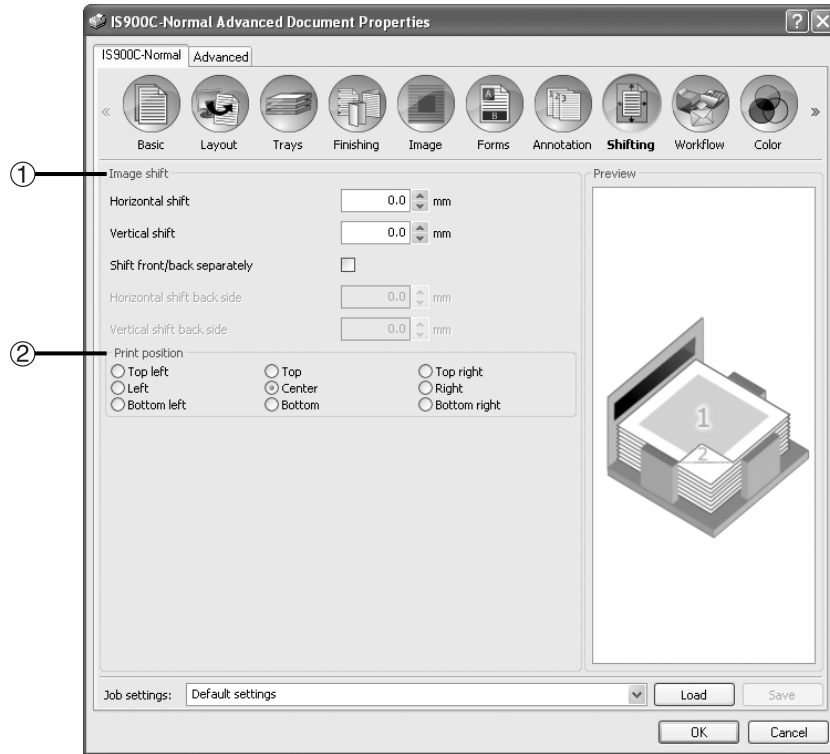 IS900C-Normal Advanced Document Properties
IS900C-Normal Advanced
« Basic Layout Trays Finishing Image Forms Annotation Shifting Workflow Color »
A
B
123
① Image shift
Horizontal shift 0.0 mm
Vertical shift 0.0 mm
Shift front/back separately
Horizontal shift back side 0.0 mm
Vertical shift back side 0.0 mm
② Print position
Top left Top Top right
Left Center Right
Bottom left Bottom Bottom right
Preview
1
2
Job settings: Default settings Load Save
OK Cancel